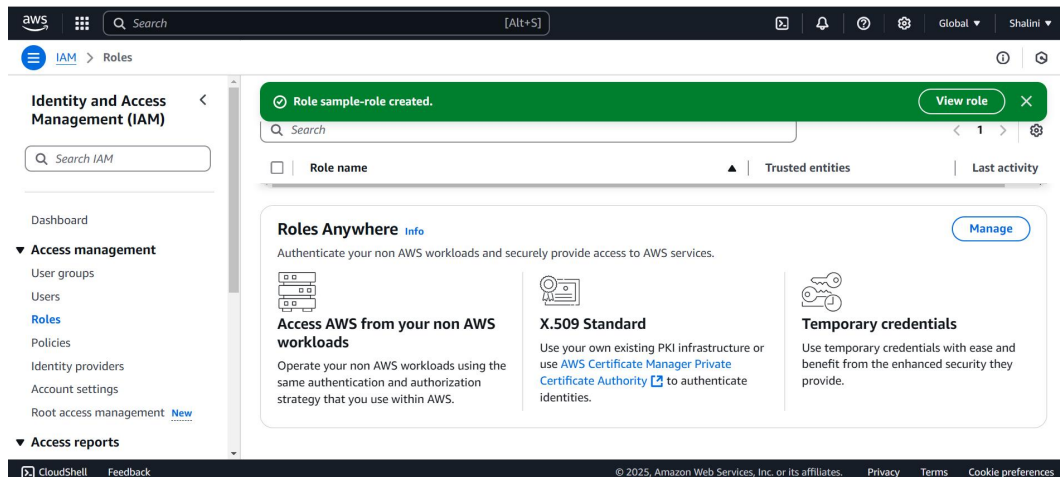 aws
Search [Alt+S]
Global ▼ Shalini ▼
IAM > Roles
Identity and Access
Management (IAM)
Search IAM
Dashboard
Access management
User groups
Users
Roles
Policies
Identity providers
Account settings
Root access management New
Access reports
Role sample-role created.
View role
Search
1
Role name
Trusted entities
Last activity
Roles Anywhere Info
Manage
Authenticate your non AWS workloads and securely provide access to AWS services.
Access AWS from your non AWS
workloads
Operate your non AWS workloads using the
same authentication and authorization
strategy that you use within AWS.
X.509 Standard
Use your own existing PKI infrastructure or
use AWS Certificate Manager Private
Certificate Authority to authenticate
identities.
Temporary credentials
Use temporary credentials with ease and
benefit from the enhanced security they
provide.
CloudShell Feedback
© 2025, Amazon Web Services, Inc. or its affiliates. Privacy Terms Cookie preferences